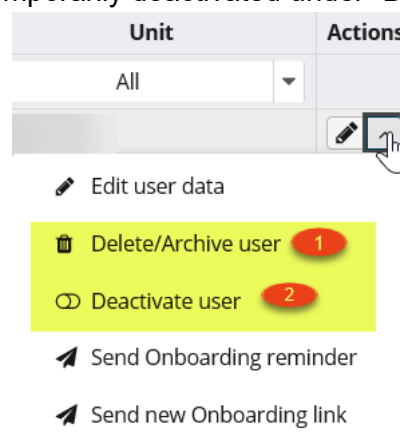 mporarily deactivated under
Unit Actions
All
Edit user data
Delete/Archive user 1
Deactivate user 2
Send Onboarding reminder
Send new Onboarding link